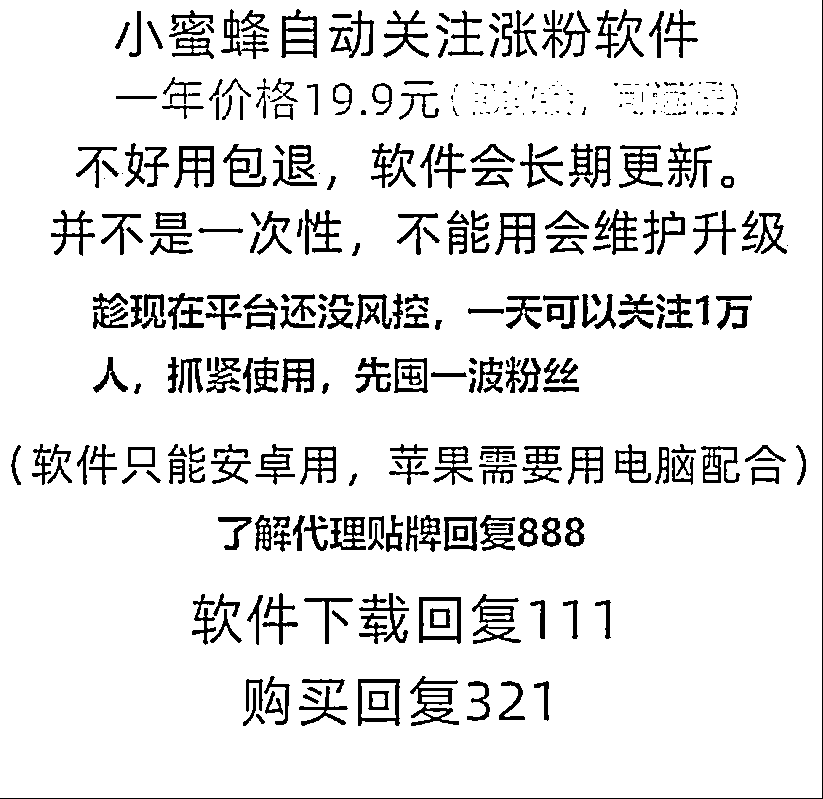 小蜜蜂自动关注涨粉软件
一年价格19.9元
不好用包退，软件会长期更新。
并不是一次性，不能用会维护升级
趁现在平台还没风控，一天可以关注1万
人，抓紧使用，先囤一波粉丝
（软件只能安卓用，苹果需要用电脑配合）
了解代理贴牌回复888
软件下载回复111
购买回复321